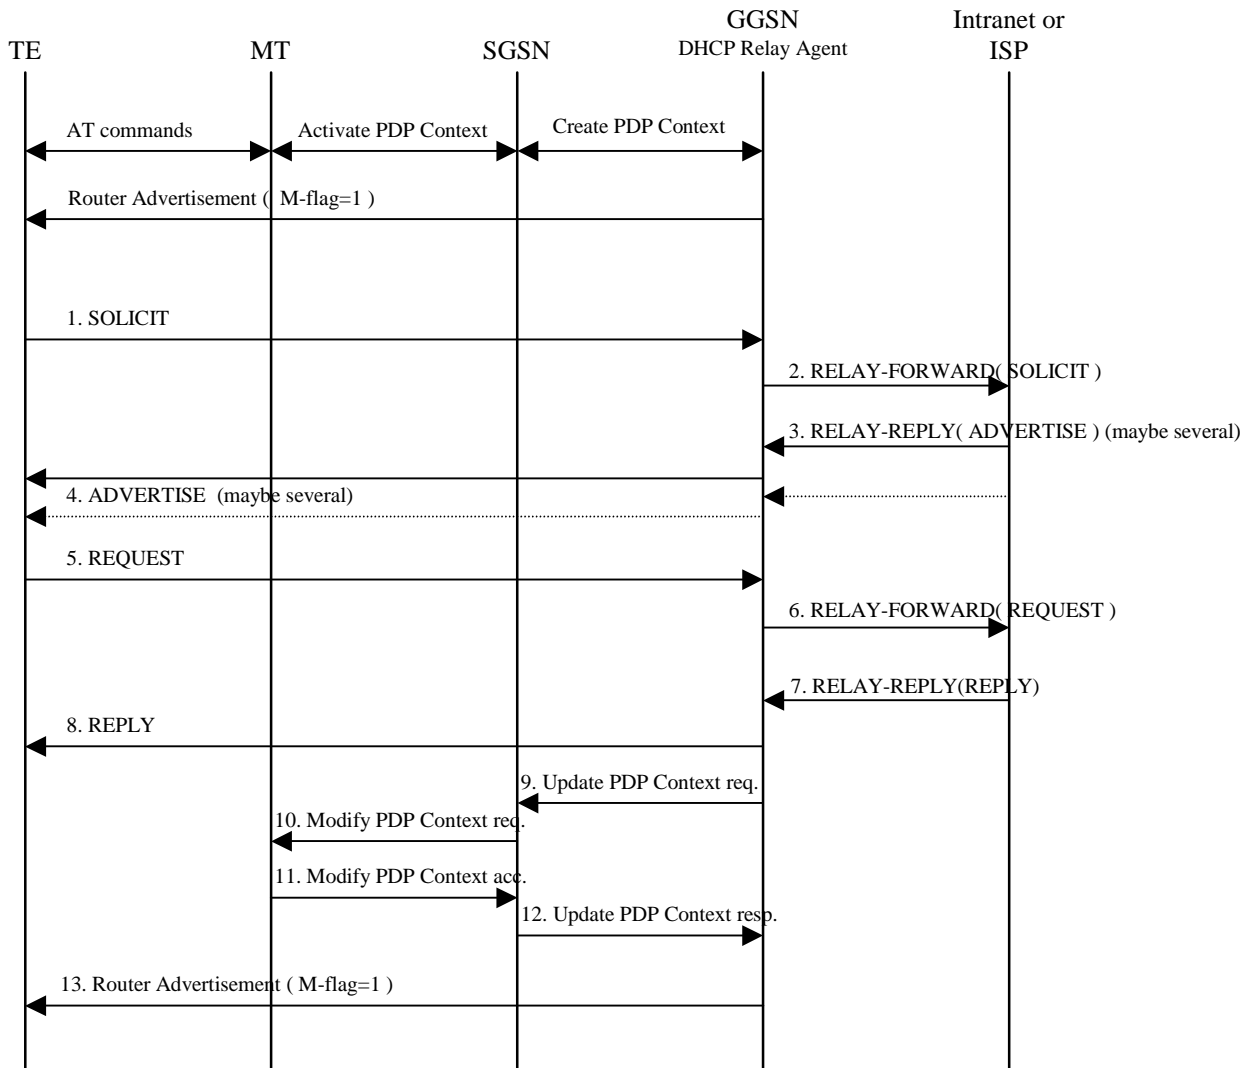 GGSN
Intranet or
TE
MT
SGSN
DHCP Relay Agent
ISP
AT commands
Activate PDP Context
Create PDP Context
Router Advertisement ( M-flag=1 )
1. SOLICIT
2. RELAY-FORWARD( SOLICIT )
3. RELAY-REPLY( ADVERTISE ) (maybe several)
4. ADVERTISE (maybe several)
5. REQUEST
6. RELAY-FORWARD( REQUEST )
7. RELAY-REPLY(REPLY)
8. REPLY
9. Update PDP Context req.
10. Modify PDP Context req.
11. Modify PDP Context acc.
12. Update PDP Context resp.
13. Router Advertisement ( M-flag=1 )